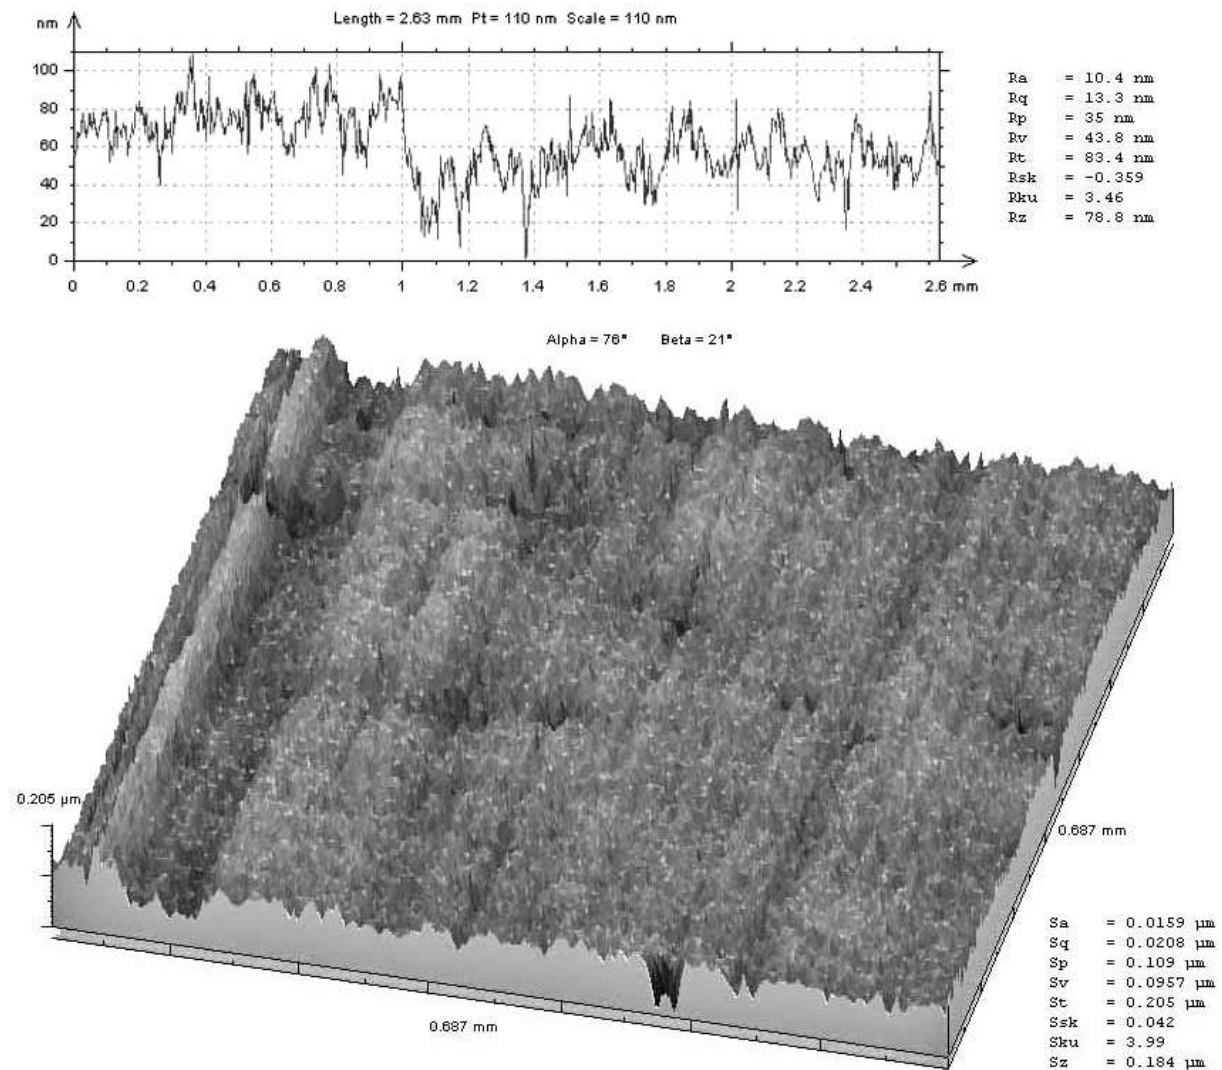 Length = 2.63 mm Pt = 110 nm Scale = 110 nm
nm
100
80
60
40
20
0
0 0.2 0.4 0.6 0.8 1 1.2 1.4 1.6 1.8 2 2.2 2.4 2.6 mm
Ra = 10.4 nm
Rq = 13.3 nm
Rp = 35 nm
Rv = 43.8 nm
Rt = 83.4 nm
Rsk = -0.359
Rku = 3.46
Rz = 78.8 nm
Alpha = 76° Beta = 21°
0.205 µm
0.687 mm
0.687 mm
Sa = 0.0159 µm
Sq = 0.0208 µm
Sp = 0.109 µm
Sv = 0.0957 µm
St = 0.205 µm
Ssk = 0.042
Sku = 3.99
Sz = 0.184 µm